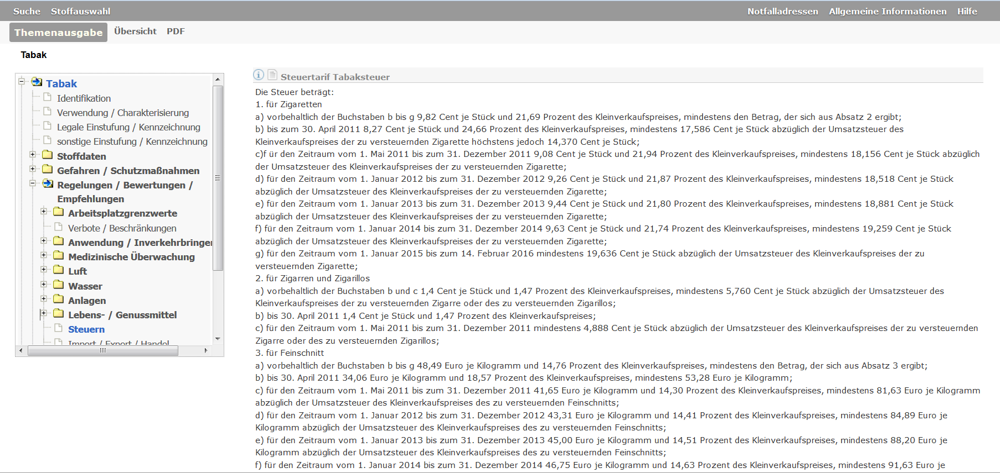 Suche Stoffauswahl Notfalladressen Allgemeine Informationen Hilfe
Themenausgabe Übersicht PDF
Tabak
Tabak
Identifikation
Verwendung / Charakterisierung
Legale Einstufung / Kennzeichnung
sonstige Einstufung / Kennzeichnung
Stoffdaten
Gefahren / Schutzmaßnahmen
Regelungen / Bewertungen /
Empfehlungen
Arbeitsplatzgrenzwerte
Verbote / Beschränkungen
Anwendung / Inverkehrbringen
Medizinische Überwachung
Luft
Wasser
Anlagen
Lebens- / Genussmittel
Steuern
Import / Export / Handel
Steuertarif Tabaksteuer
Die Steuer beträgt:
1. für Zigaretten
a) vorbehaltlich der Buchstaben b bis g 9,82 Cent je Stück und 21,69 Prozent des Kleinverkaufspreises, mindestens den Betrag, der sich aus Absatz 2 ergibt;
b) bis zum 30. April 2011 8,27 Cent je Stück und 24,66 Prozent des Kleinverkaufspreises, mindestens 17,586 Cent je Stück abzüglich der Umsatzsteuer des
Kleinverkaufspreises der zu versteuernden Zigarette höchstens jedoch 14,370 Cent je Stück;
c)f ür den Zeitraum vom 1. Mai 2011 bis zum 31. Dezember 2011 9,08 Cent je Stück und 21,94 Prozent des Kleinverkaufspreises, mindestens 18,156 Cent je Stück abzüglich
der Umsatzsteuer des Kleinverkaufspreises der zu versteuernden Zigarette;
d) für den Zeitraum vom 1. Januar 2012 bis zum 31. Dezember 2012 9,26 Cent je Stück und 21,87 Prozent des Kleinverkaufspreises, mindestens 18,518 Cent je Stück
abzüglich der Umsatzsteuer des Kleinverkaufspreises der zu versteuernden Zigarette;
e) für den Zeitraum vom 1. Januar 2013 bis zum 31. Dezember 2013 9,44 Cent je Stück und 21,80 Prozent des Kleinverkaufspreises, mindestens 18,881 Cent je Stück
abzüglich der Umsatzsteuer des Kleinverkaufspreises der zu versteuernden Zigarette;
f) für den Zeitraum vom 1. Januar 2014 bis zum 31. Dezember 2014 9,63 Cent je Stück und 21,74 Prozent des Kleinverkaufspreises, mindestens 19,259 Cent je Stück
abzüglich der Umsatzsteuer des Kleinverkaufspreises der zu versteuernden Zigarette;
g) für den Zeitraum vom 1. Januar 2015 bis zum 14. Februar 2016 mindestens 19,636 Cent je Stück abzüglich der Umsatzsteuer des Kleinverkaufspreises der zu
versteuernden Zigarette;
2. für Zigarren und Zigarillos
a) vorbehaltlich der Buchstaben b und c 1,4 Cent je Stück und 1,47 Prozent des Kleinverkaufspreises, mindestens 5,760 Cent je Stück abzüglich der Umsatzsteuer des
Kleinverkaufspreises der zu versteuernden Zigarre oder des zu versteuernden Zigarillos;
b) bis 30. April 2011 1,4 Cent je Stück und 1,47 Prozent des Kleinverkaufspreises;
c) für den Zeitraum vom 1. Mai 2011 bis zum 31. Dezember 2011 mindestens 4,888 Cent je Stück abzüglich der Umsatzsteuer des Kleinverkaufspreises der zu versteuernden
Zigarre oder des zu versteuernden Zigarillos;
3. für Feinschnitt
a) vorbehaltlich der Buchstaben b bis g 48,49 Euro je Kilogramm und 14,76 Prozent des Kleinverkaufspreises, mindestens den Betrag, der sich aus Absatz 3 ergibt;
b) bis 30. April 2011 34,06 Euro je Kilogramm und 18,57 Prozent des Kleinverkaufspreises, mindestens 53,28 Euro je Kilogramm;
c) für den Zeitraum vom 1. Mai 2011 bis zum 31. Dezember 2011 41,65 Euro je Kilogramm und 14,30 Prozent des Kleinverkaufspreises, mindestens 81,63 Euro je Kilogramm
abzüglich der Umsatzsteuer des Kleinverkaufspreises des zu versteuernden Feinschnitts;
d) für den Zeitraum vom 1. Januar 2012 bis zum 31. Dezember 2012 43,31 Euro je Kilogramm und 14,41 Prozent des Kleinverkaufspreises, mindestens 84,89 Euro je
Kilogramm abzüglich der Umsatzsteuer des Kleinverkaufspreises des zu versteuernden Feinschnitts;
e) für den Zeitraum vom 1. Januar 2013 bis zum 31. Dezember 2013 45,00 Euro je Kilogramm und 14,51 Prozent des Kleinverkaufspreises, mindestens 88,20 Euro je
Kilogramm abzüglich der Umsatzsteuer des Kleinverkaufspreises des zu versteuernden Feinschnitts;
f) für den Zeitraum vom 1. Januar 2014 bis zum 31. Dezember 2014 46,75 Euro je Kilogramm und 14,63 Prozent des Kleinverkaufspreises, mindestens 91,63 Euro je